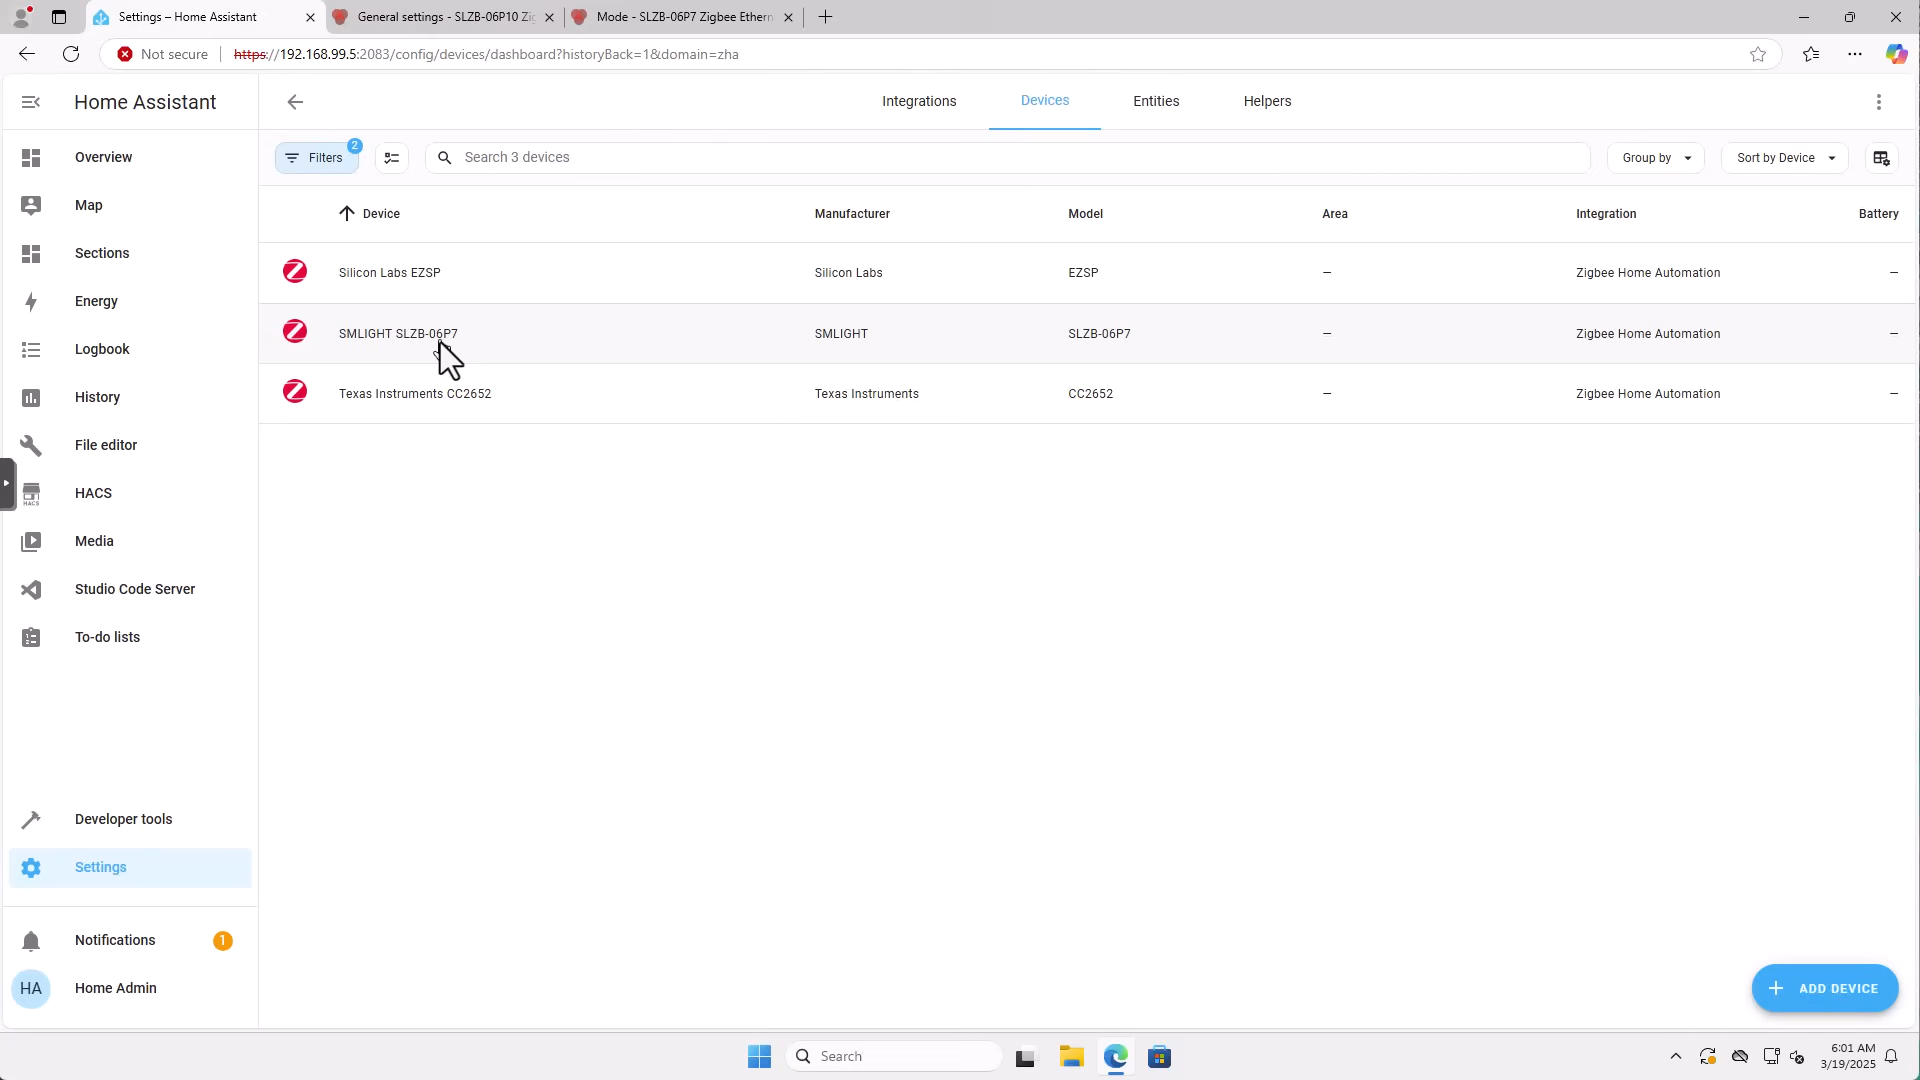 Settings – Home Assistant
General settings - SLZB-06P10 Zig
Mode - SLZB-06P7 Zigbee Ethern
Not secure
https://192.168.99.5:2083/config/devices/dashboard?historyBack=1&domain=zha
Home Assistant
Integrations
Devices
Entities
Helpers
Overview
Map
Sections
Energy
Logbook
History
File editor
HACS
HACS
Media
Studio Code Server
To-do lists
Developer tools
Settings
Notifications
1
HA
Home Admin
Filters
2
Search 3 devices
Group by
Sort by Device
Device Manufacturer Model Area Integration Battery
Silicon Labs EZSP Silicon Labs EZSP – Zigbee Home Automation –
SMLIGHT SLZB-06P7 SMLIGHT SLZB-06P7 – Zigbee Home Automation –
Texas Instruments CC2652 Texas Instruments CC2652 – Zigbee Home Automation –
ADD DEVICE
Search
6:01 AM
3/19/2025